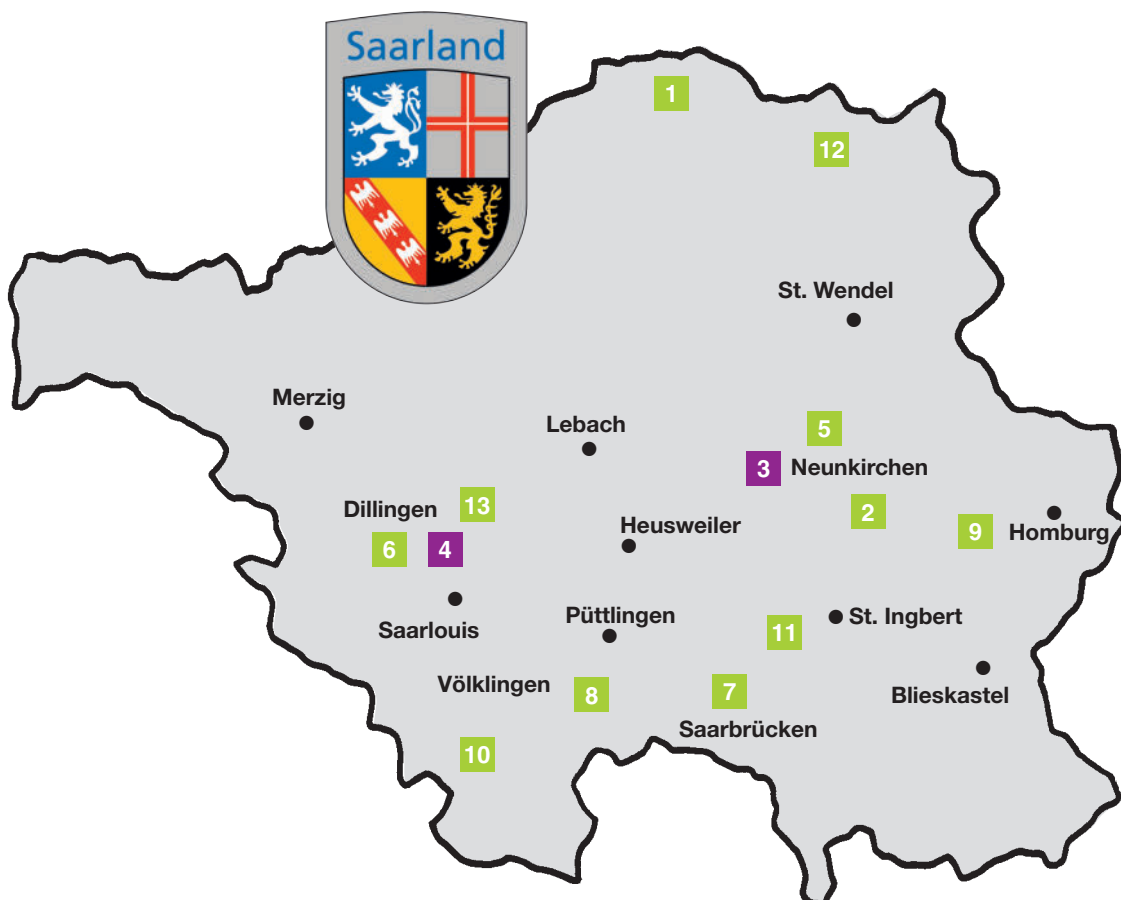 Saarland
1
12
St. Wendel
Merzig
Lebach
5
3
Neunkirchen
Dillingen
13
2
9
Homburg
6
4
Heusweiler
Saarlouis
Püttlingen
11
St. Ingbert
Völklingen
8
7
Blieskastel
Saarbrücken
10